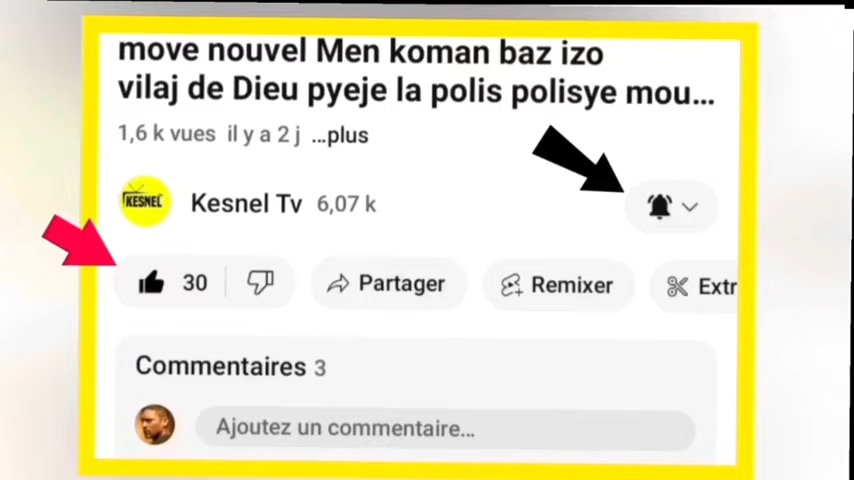 move nouvel Men koman baz izo
vilaj de Dieu pyeje la polis polisye mou...
1,6 k vues il y a 2 j ...plus
KESNEL
Kesnel Tv 6,07 k
30 Partager Remixer Extr
Commentaires 3
Ajoutez un commentaire...